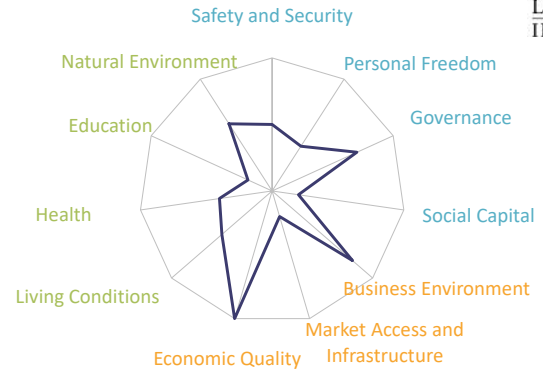 Safety and Security
Natural Environment
Personal Freedom
Education
Governance
Health
Social Capital
Living Conditions
Business Environment
Economic Quality
Market Access and
Infrastructure